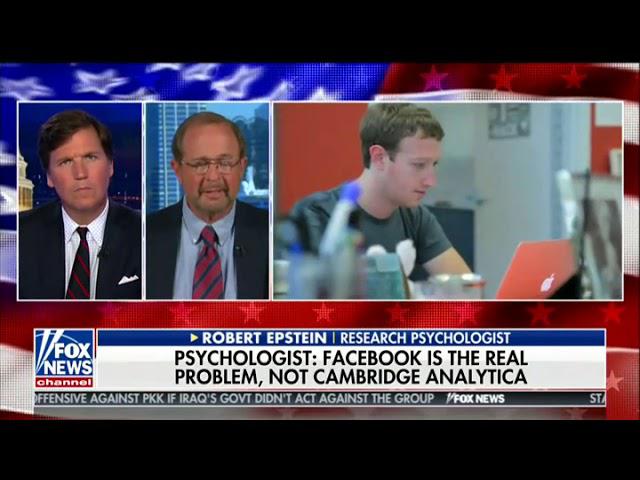 ROBERT EPSTEIN | RESEARCH PSYCHOLOGIST
FOX
NEWS
channel
PSYCHOLOGIST: FACEBOOK IS THE REAL
PROBLEM, NOT CAMBRIDGE ANALYTICA
OFFENSIVE AGAINST PKK IF IRAQ'S GOVT DIDN'T ACT AGAINST THE GROUP FOX NEWS STA